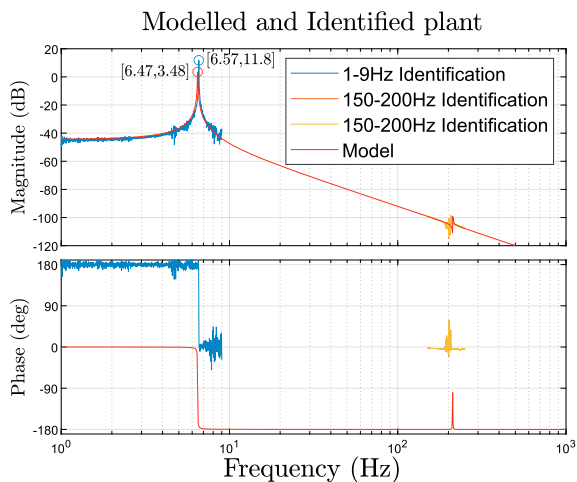 Modelled and Identified plant
20
0
-20
-40
-60
-80
-100
-120
Magnitude (dB)
[6.47,3.48]
[6.57,11.8]
1-9Hz Identification
150-200Hz Identification
150-200Hz Identification
Model
180
90
0
-90
-180
Phase (deg)
10^0
10^1
10^2
10^3
Frequency (Hz)